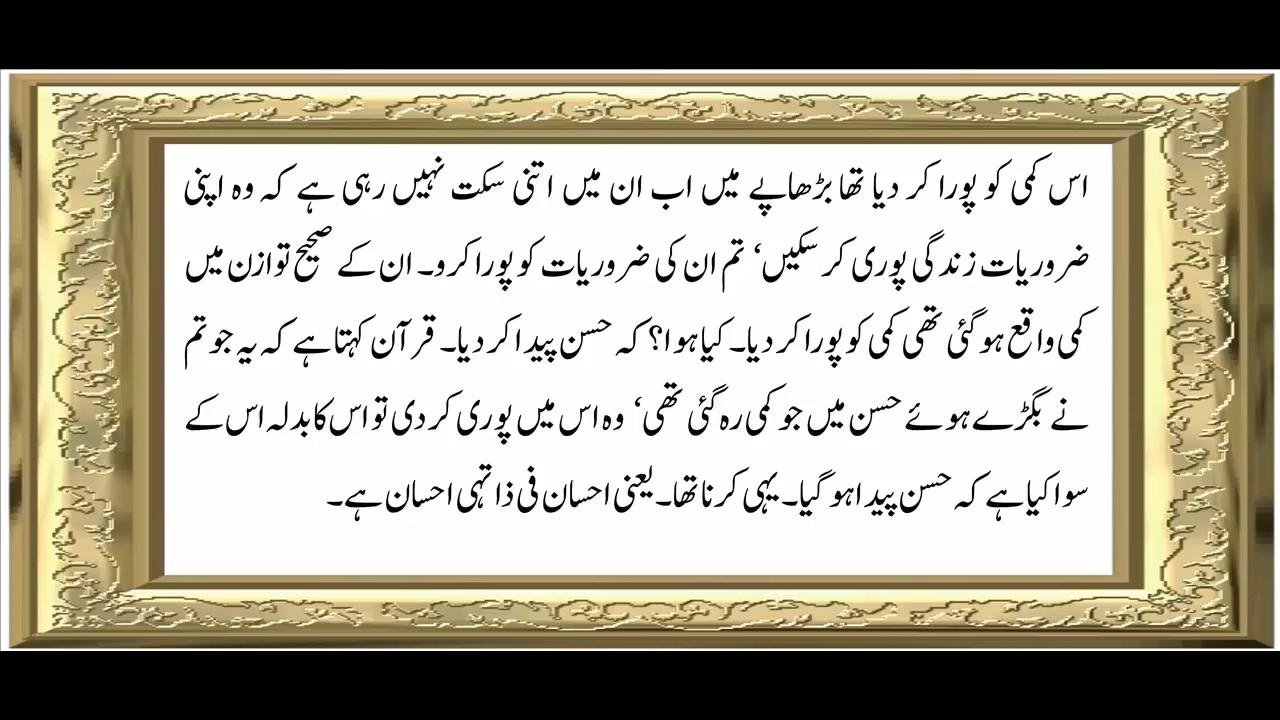 اس کمی کو پورا کر دیا تھا بڑھاپے میں اب ان میں اتنی سکت نہیں رہی ہے کہ وہ اپنی
ضروریات زندگی پوری کر سکیں‘ تم ان کی ضروریات کو پورا کرو۔ ان کے صحیح توازن میں
کمی واقع ہو گئی تھی کمی کو پورا کر دیا۔ کیا ہوا؟ کہ حسن پیدا کر دیا۔ قرآن کہتا ہے کہ یہ جو تم
نے بگڑے ہوئے حسن میں جو کمی رہ گئی تھی‘ وہ اس میں پوری کر دی تو اس کا بدلہ اس کے
سوا کیا ہے کہ حسن پیدا ہو گیا۔ یہی کرنا تھا۔ یعنی احسان فی ذاتہی احسان ہے۔